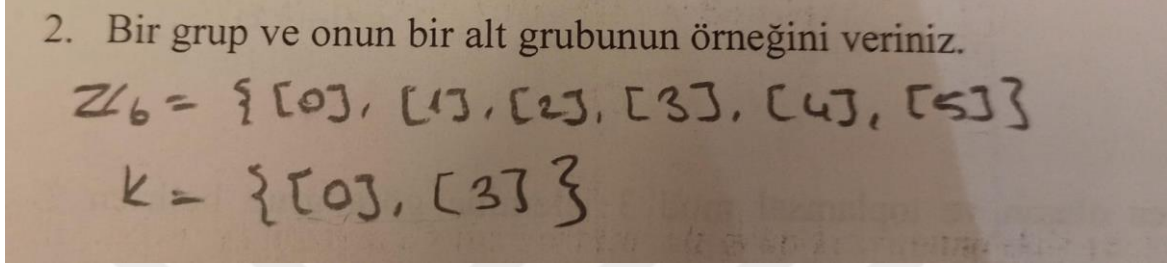 2. Bir grup ve onun bir alt grubunun örneğini veriniz.
Z6 = {[0], [1], [2], [3], [4], [5]}
K = {[0], [3]}